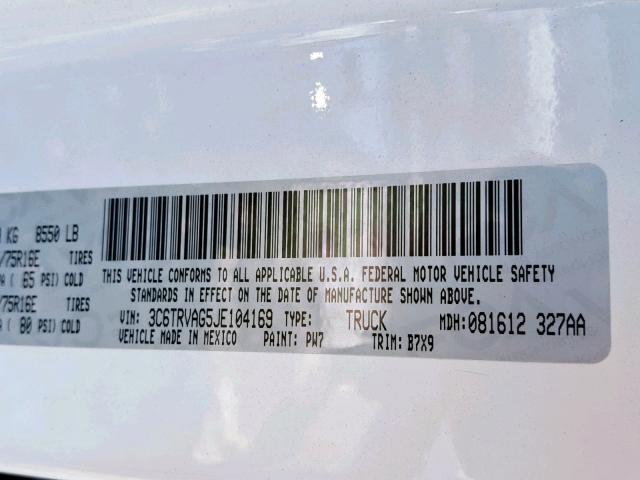 KG 8550 LB
/75R16E TIRES
( 65 PSI) COLD
/75R16E TIRES
( 80 PSI) COLD
THIS VEHICLE CONFORMS TO ALL APPLICABLE U.S.A. FEDERAL MOTOR VEHICLE SAFETY
STANDARDS IN EFFECT ON THE DATE OF MANUFACTURE SHOWN ABOVE.
VIN: 3C6TRVAG5JE104169 TYPE: TRUCK MDH: 081612 327AA
VEHICLE MADE IN MEXICO PAINT: PW7 TRIM: B7X9